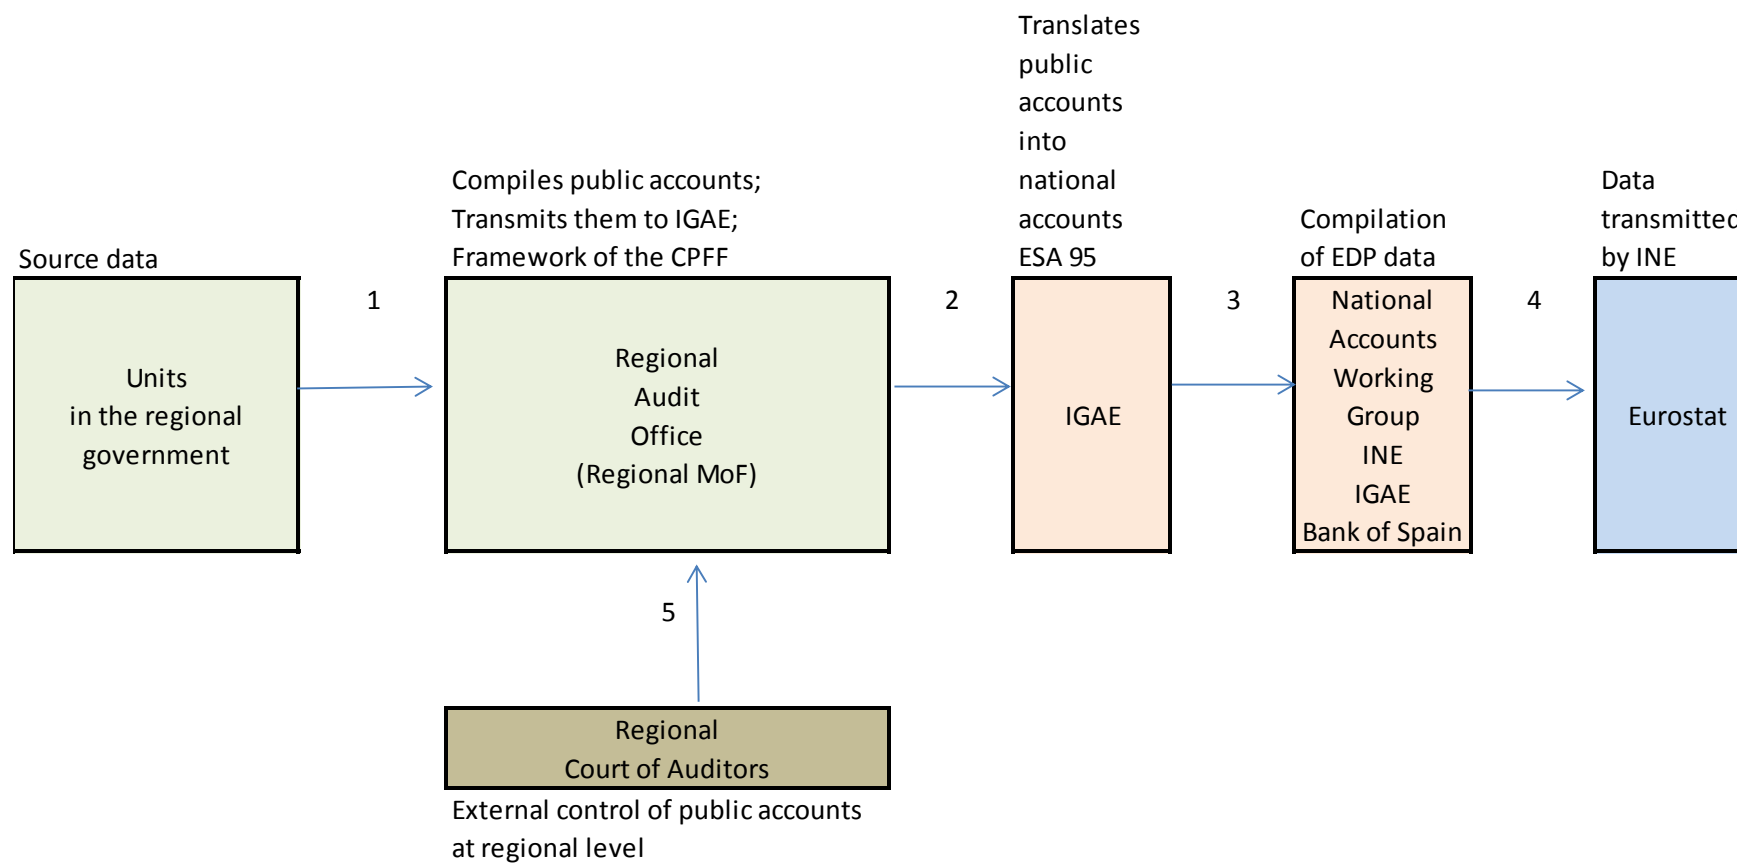 Translates
public
accounts
into
national
accounts
ESA 95
Compiles public accounts;
Transmits them to IGAE;
Framework of the CPFF
Data
transmitted
by INE
Compilation
of EDP data
Source data
1
2
3
4
Units
in the regional
government
Regional
Audit
Office
(Regional MoF)
IGAE
National
Accounts
Working
Group
INE
IGAE
Bank of Spain
Eurostat
5
Regional
Court of Auditors
External control of public accounts
at regional level